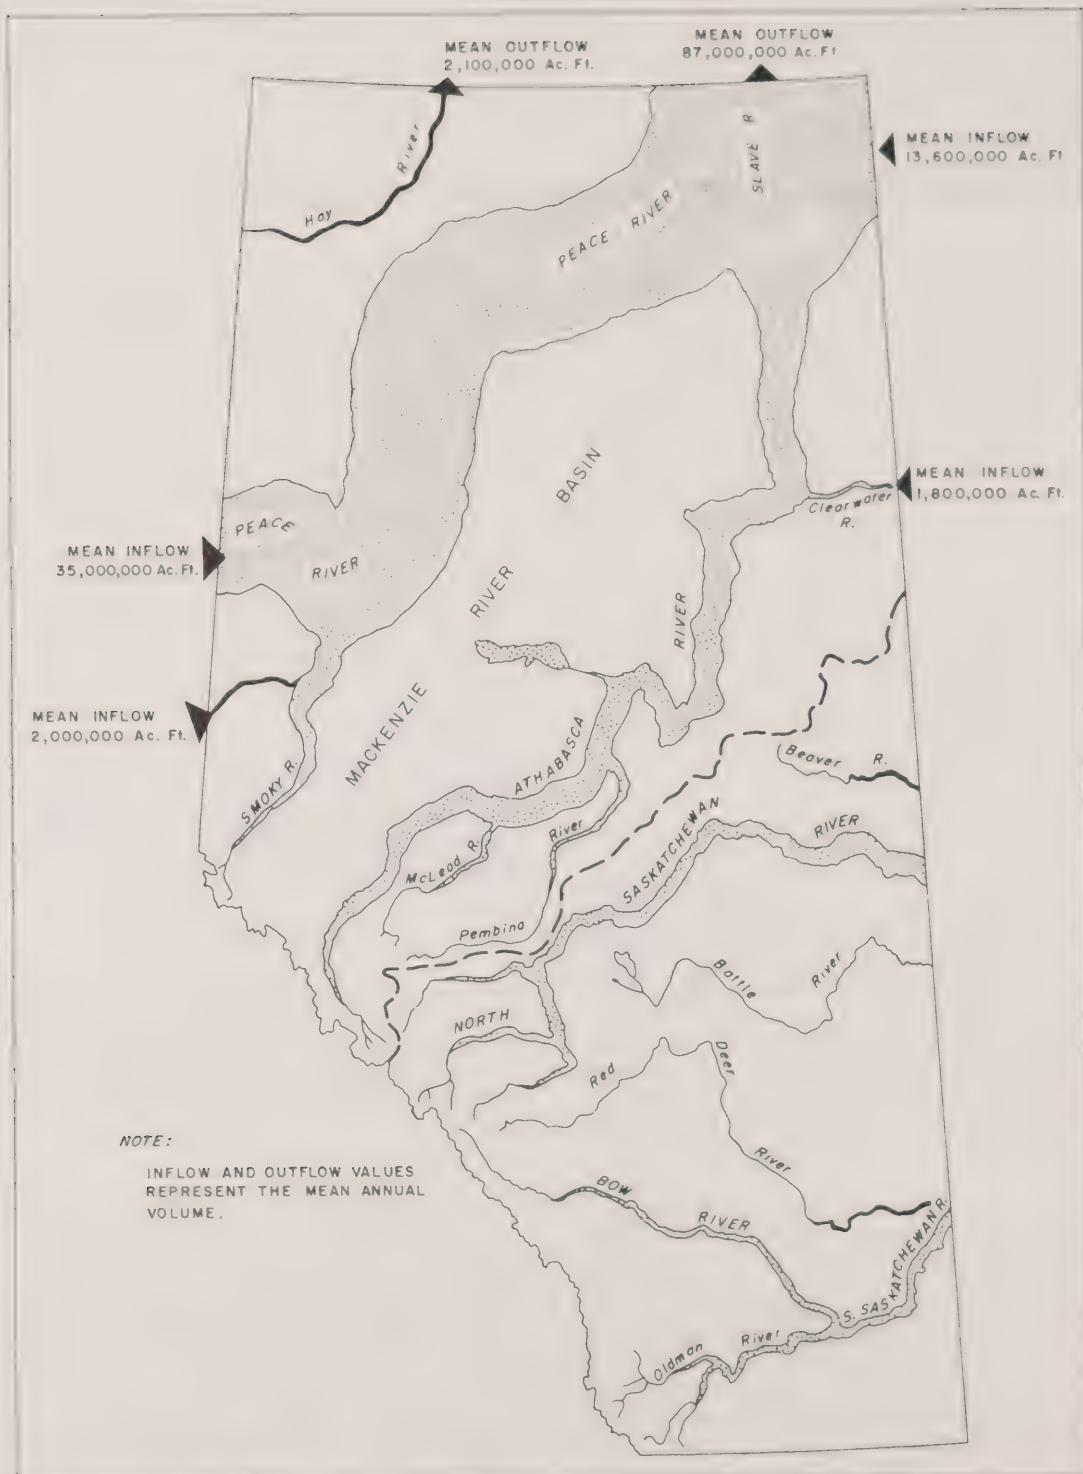 MEAN OUTFLOW
2,100,000 Ac. Ft.
MEAN OUTFLOW
87,000,000 Ac. Ft
MEAN INFLOW
13,600,000 Ac. Ft
Hay River
SLAVE R
PEACE RIVER
MEAN INFLOW
1,800,000 Ac. Ft.
Clearwater
R.
PEACE
RIVER
MEAN INFLOW
35,000,000 Ac. Ft.
MACKENZIE RIVER BASIN
MEAN INFLOW
2,000,000 Ac. Ft.
SMOKY R.
ATHABASCA RIVER
Beaver R.
McLeod R.
Pembina River
NORTH SASKATCHEWAN RIVER
Battle River
Red Deer River
NOTE:
INFLOW AND OUTFLOW VALUES
REPRESENT THE MEAN ANNUAL
VOLUME.
BOW RIVER
S. SASKATCHEWAN R.
Oldman River